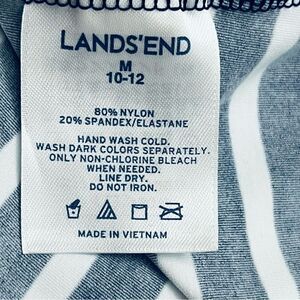 LANDS'END
M
10-12
80% NYLON
20% SPANDEX/ELASTANE
HAND WASH COLD.
WASH DARK COLORS SEPARATELY.
ONLY NON-CHLORINE BLEACH
WHEN NEEDED.
LINE DRY.
DO NOT IRON.
MADE IN VIETNAM